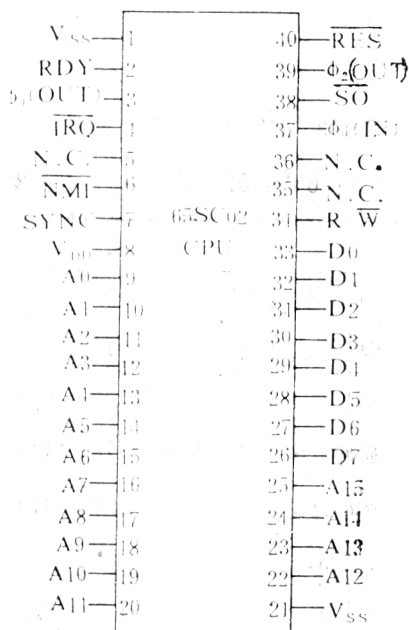 Vss 1 40 RES
RDY 2 39 ϕ2(OUT)
ϕ1(OUT) 3 38 SO
IRQ 4 37 ϕ1(IN)
N.C. 5 36 N.C.
NMI 6 35 N.C.
SYNC 7 65SC02 34 R W
VDD 8 CPU 33 D0
A0 9 32 D1
A1 10 31 D2
A2 11 30 D3
A3 12 29 D4
A4 13 28 D5
A5 14 27 D6
A6 15 26 D7
A7 16 25 A15
A8 17 24 A14
A9 18 23 A13
A10 19 22 A12
A11 20 21 Vss